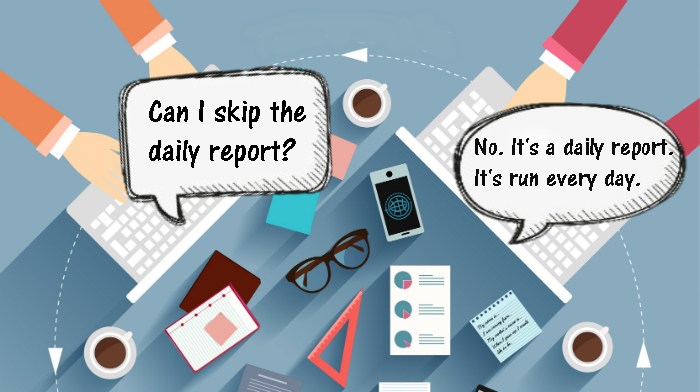 Can I skip the
daily report?
No. It's a daily report.
It's run every day.